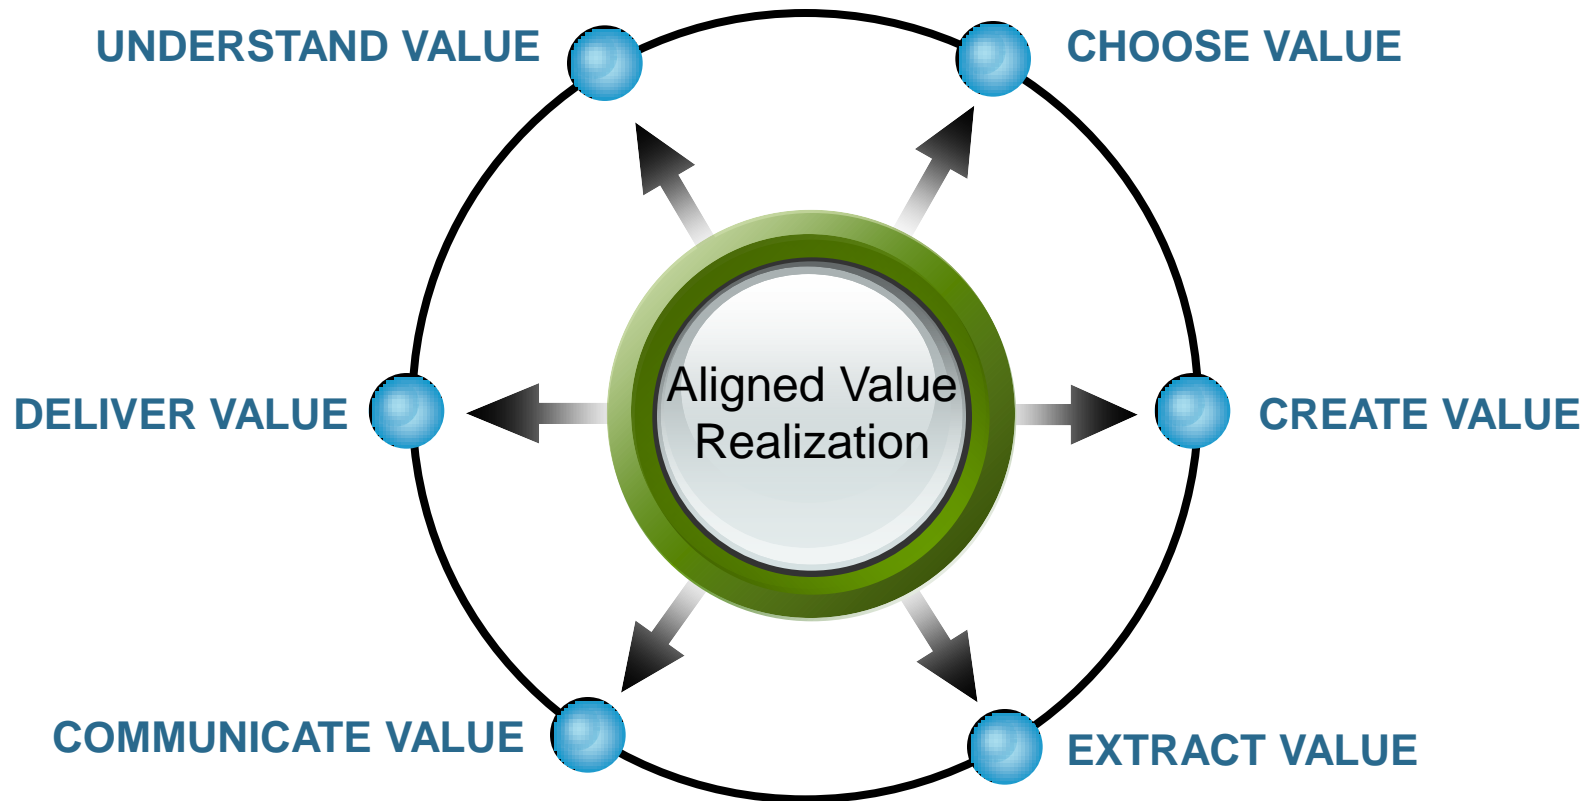 UNDERSTAND VALUE
CHOOSE VALUE
Aligned Value
Realization
DELIVER VALUE
CREATE VALUE
COMMUNICATE VALUE
EXTRACT VALUE